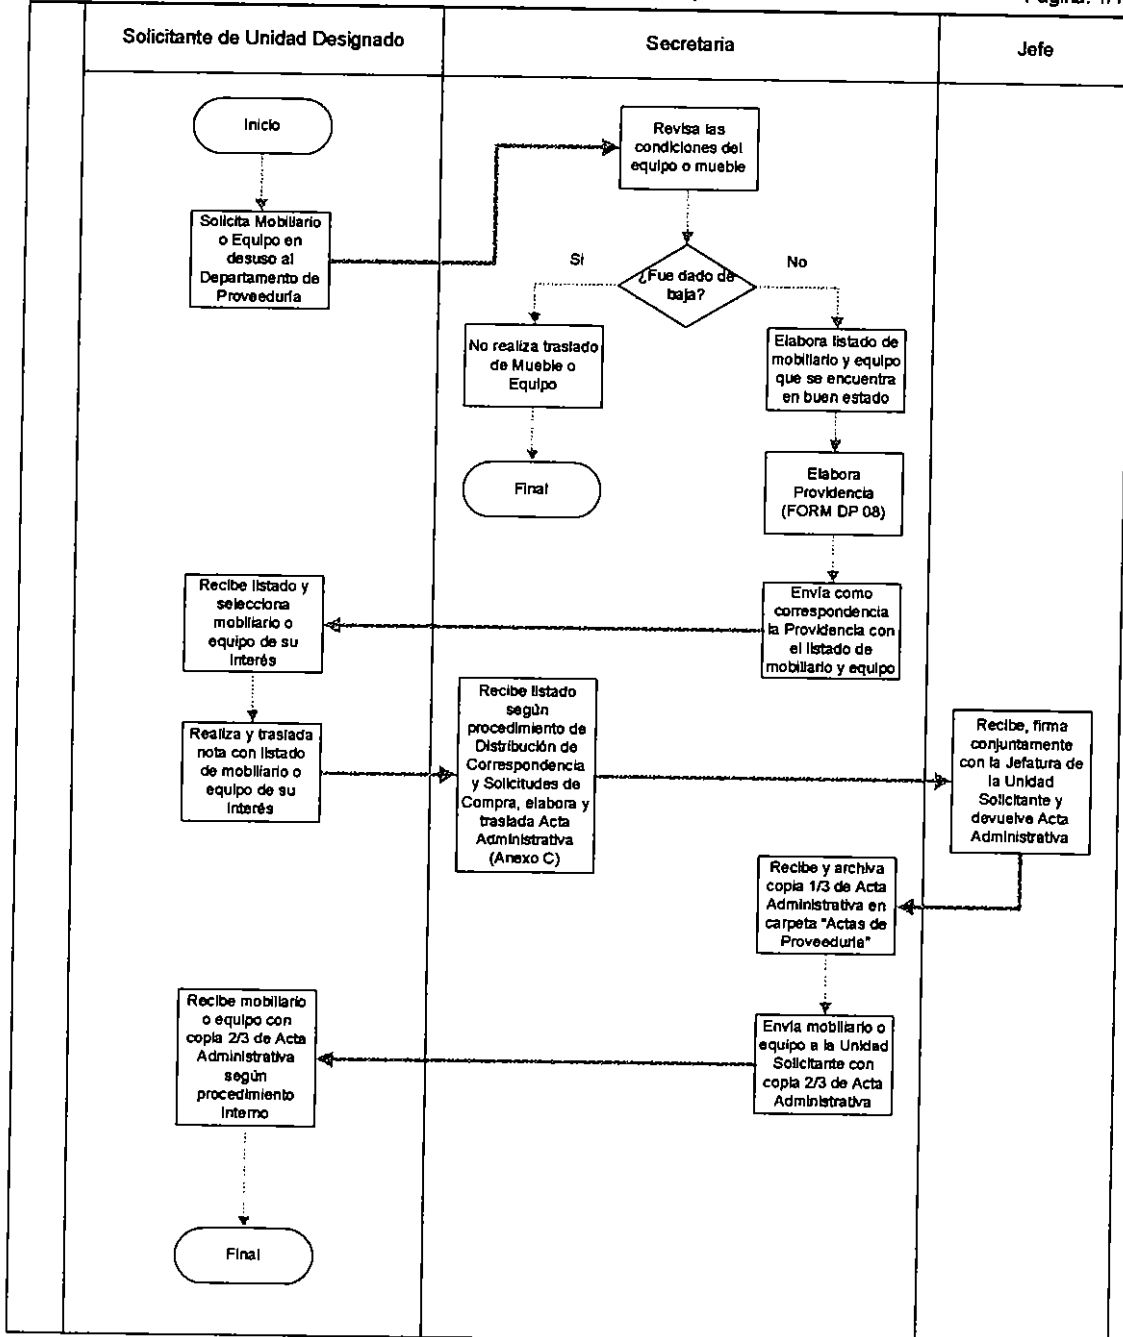 Página: 1/1
Solicitante de Unidad Designado
Secretaria
Jefe
Inicio
Solicita Mobiliario
o Equipo en
desuso al
Departamento de
Proveeduría
Revisa las
condiciones del
equipo o mueble
¿Fue dado de
baja?
Si
No
No realiza traslado
de Mueble o
Equipo
Final
Elabora listado de
mobiliario y equipo
que se encuentra
en buen estado
Elabora
Providencia
(FORM DP 08)
Envía como
correspondencia
la Providencia con
el listado de
mobiliario y equipo
Recibe listado y
selecciona
mobiliario o
equipo de su
Interés
Realiza y traslada
nota con listado
de mobiliario o
equipo de su
Interés
Recibe listado
según
procedimiento de
Distribución de
Correspondencia
y Solicitudes de
Compra, elabora y
traslada Acta
Administrativa
(Anexo C)
Recibe, firma
conjuntamente
con la Jefatura de
la Unidad
Solicitante y
devuelve Acta
Administrativa
Recibe y archiva
copia 1/3 de Acta
Administrativa en
carpeta "Actas de
Proveeduría"
Envía mobiliario o
equipo a la Unidad
Solicitante con
copia 2/3 de Acta
Administrativa
Recibe mobiliario
o equipo con
copia 2/3 de Acta
Administrativa
según
procedimiento
Interno
Final